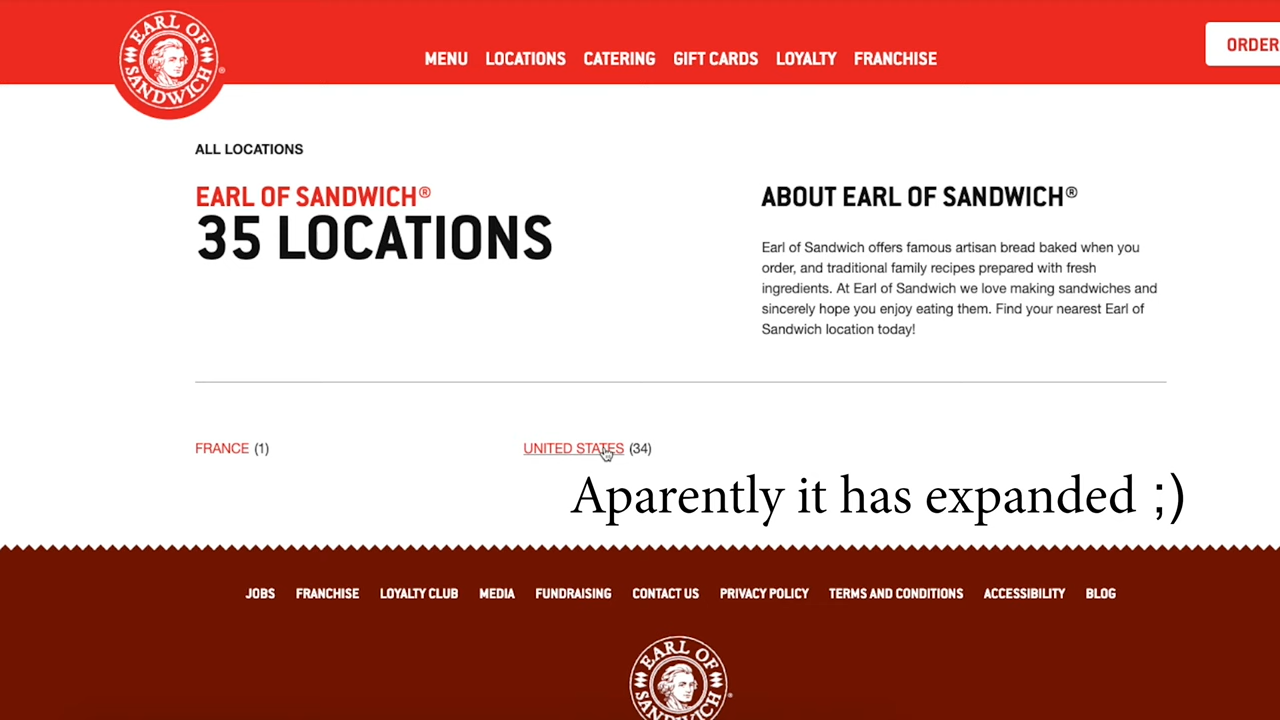 EARL OF SANDWICH®
MENU LOCATIONS CATERING GIFT CARDS LOYALTY FRANCHISE
ORDER
ALL LOCATIONS
EARL OF SANDWICH®
35 LOCATIONS
ABOUT EARL OF SANDWICH®
Earl of Sandwich offers famous artisan bread baked when you
order, and traditional family recipes prepared with fresh
ingredients. At Earl of Sandwich we love making sandwiches and
sincerely hope you enjoy eating them. Find your nearest Earl of
Sandwich location today!
FRANCE (1)
UNITED STATES (34)
Aparently it has expanded ;)
JOBS FRANCHISE LOYALTY CLUB MEDIA FUNDRAISING CONTACT US PRIVACY POLICY TERMS AND CONDITIONS ACCESSIBILITY BLOG
EARL OF SANDWICH®